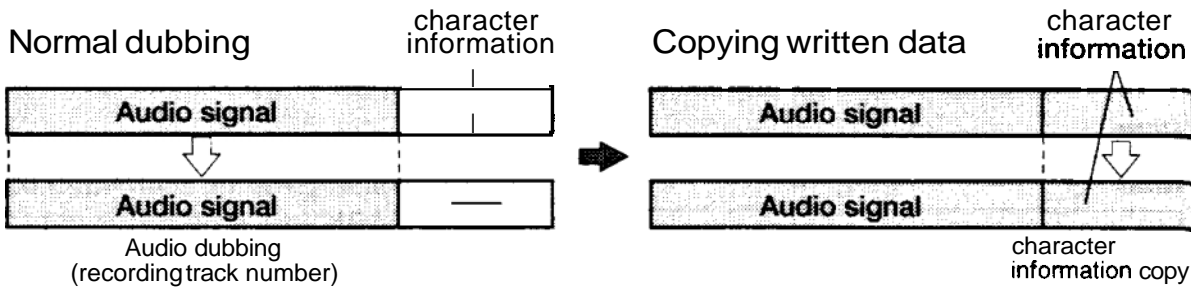 Normal dubbing
character
information
Audio signal
Audio signal
Audio dubbing
(recording track number)
Copying written data
character
information
Audio signal
Audio signal
character
information copy